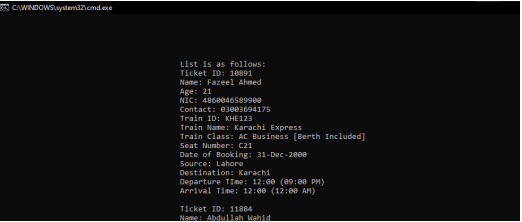 C:\WINDOWS\system32\cmd.exe
List is as follows:
Ticket ID: 10891
Name: Fazeel Ahmed
Age: 21
NIC: 4860046589900
Contact: 03003694175
Train ID: KHE123
Train Name: Karachi Express
Train Class: AC Business [Berth Included]
Seat Number: C21
Date of Booking: 31-Dec-2000
Source: Lahore
Destination: Karachi
Departure TIme: 12:00 (09:00 PM)
Arrival Time: 12:00 (12:00 AM)
Ticket ID: 11884
Name: Abdullah Wahid